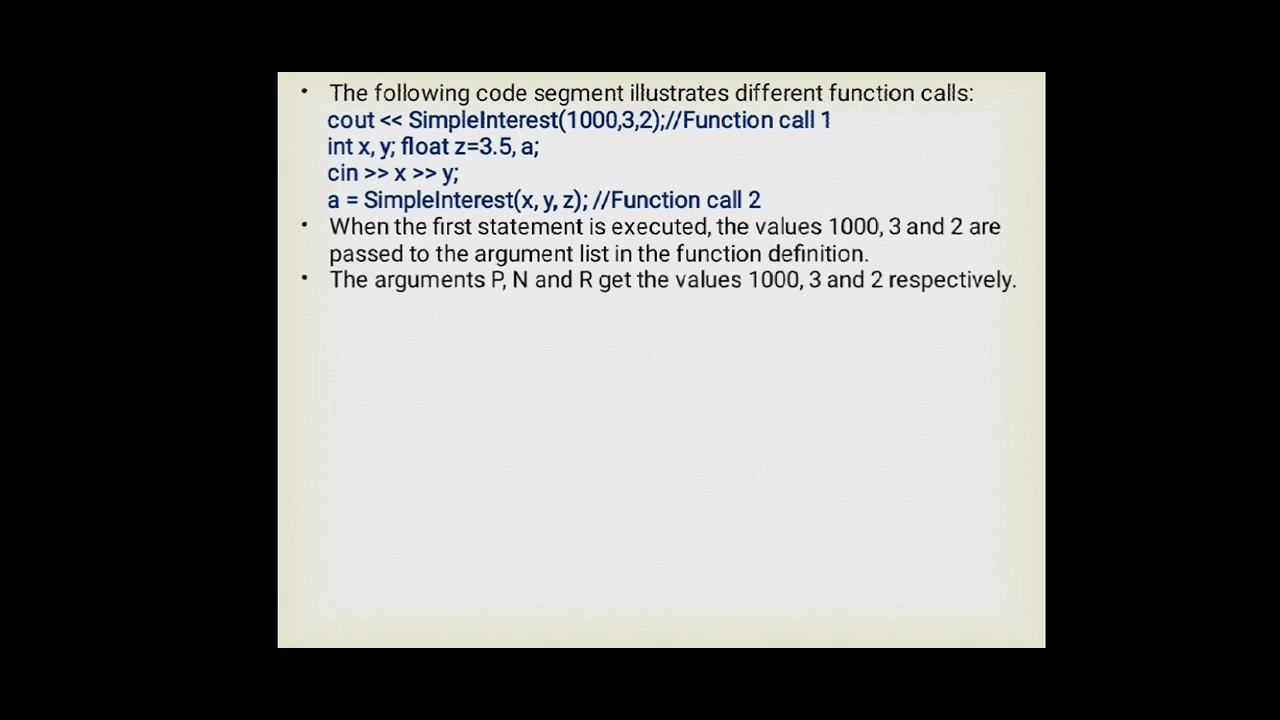 • The following code segment illustrates different function calls:
cout << SimpleInterest(1000,3,2);//Function call 1
int x, y; float z=3.5, a;
cin >> x >> y;
a = SimpleInterest(x, y, z); //Function call 2
• When the first statement is executed, the values 1000, 3 and 2 are
passed to the argument list in the function definition.
• The arguments P, N and R get the values 1000, 3 and 2 respectively.